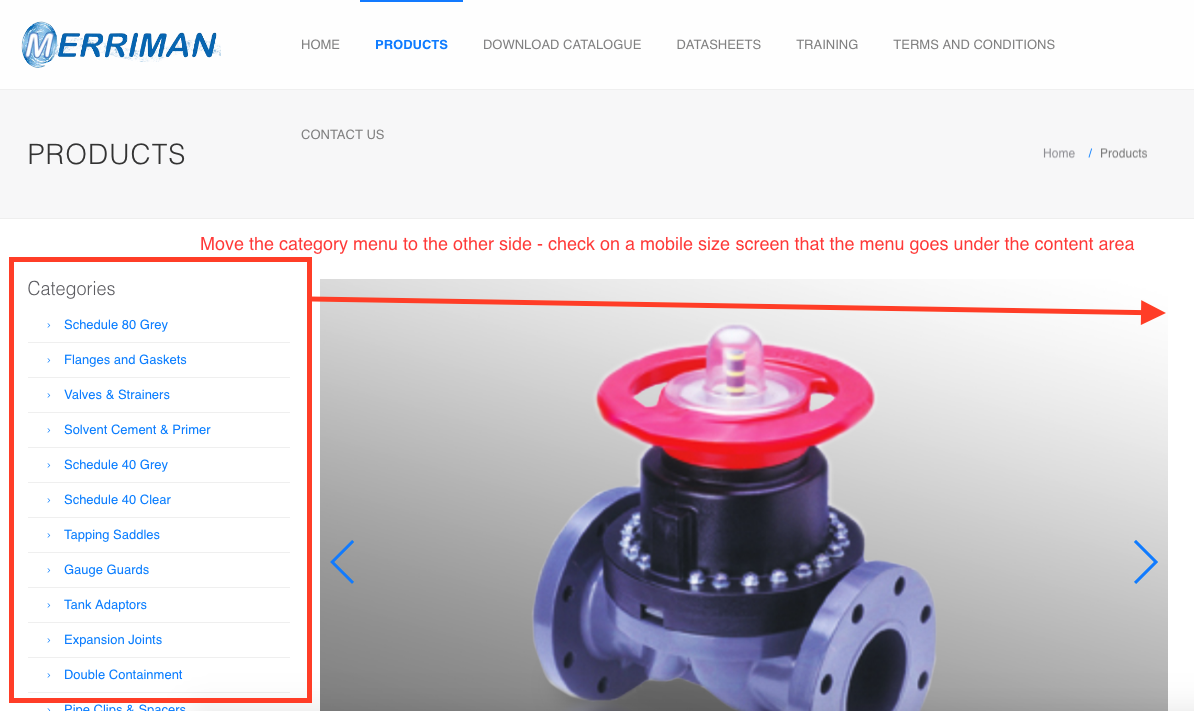 MERRIMAN
HOME PRODUCTS DOWNLOAD CATALOGUE DATASHEETS TRAINING TERMS AND CONDITIONS
CONTACT US
PRODUCTS
Home / Products
Move the category menu to the other side - check on a mobile size screen that the menu goes under the content area
Categories
› Schedule 80 Grey
› Flanges and Gaskets
› Valves & Strainers
› Solvent Cement & Primer
› Schedule 40 Grey
› Schedule 40 Clear
› Tapping Saddles
› Gauge Guards
› Tank Adaptors
› Expansion Joints
› Double Containment
› Pipe Clips & Spacers